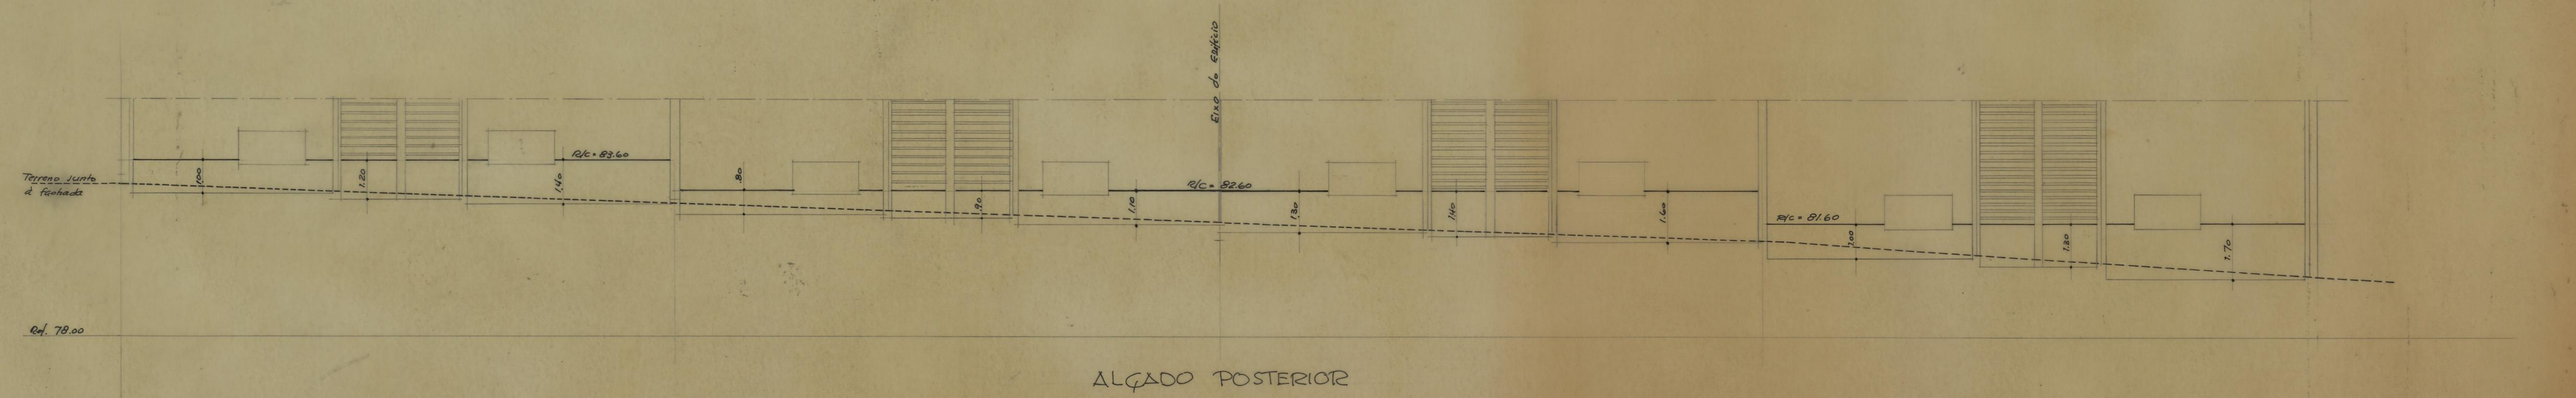 Eixo do Edifício
R/C = 83.60
Terreno junto
à fachada
1.00
1.20
1.40
.80
.90
1.10
R/C = 82.60
1.30
1.40
1.60
R/C = 81.60
1.00
1.30
1.70
Ref. 78.00
ALÇADO POSTERIOR